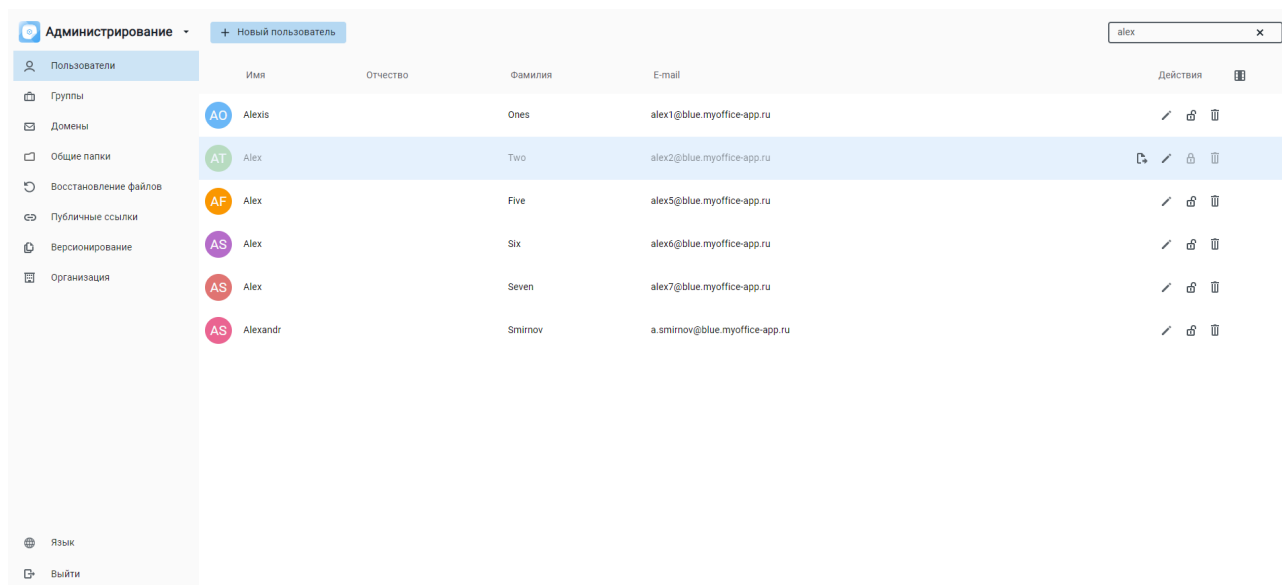 Администрирование
+ Новый пользователь
alex
Пользователи
Группы
Домены
Общие папки
Восстановление файлов
Публичные ссылки
Версионирование
Организация
Язык
Выйти
Имя Отчество Фамилия E-mail Действия
AO Alexis Ones alex1@blue.myoffice-app.ru
AT Alex Two alex2@blue.myoffice-app.ru
AF Alex Five alex5@blue.myoffice-app.ru
AS Alex Six alex6@blue.myoffice-app.ru
AS Alex Seven alex7@blue.myoffice-app.ru
AS Alexandr Smirnov a.smirnov@blue.myoffice-app.ru